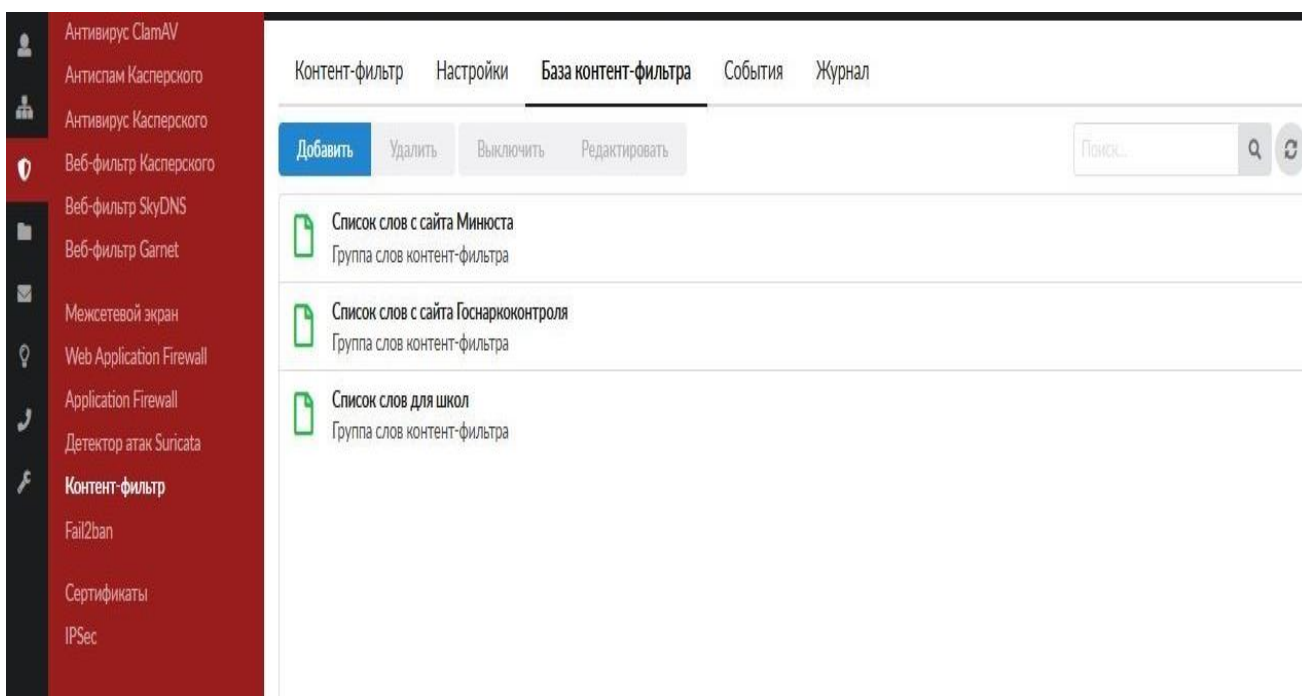 Антивирус ClamAV
Антиспам Касперского
Антивирус Касперского
Веб-фильтр Касперского
Веб-фильтр SkyDNS
Веб-фильтр Garnet
Межсетевой экран
Web Application Firewall
Application Firewall
Детектор атак Suricata
Контент-фильтр
Fail2ban
Сертификаты
IPSec
Контент-фильтр Настройки База контент-фильтра События Журнал
Добавить Удалить Выключить Редактировать Поиск...
Список слов с сайта Минюста
Группа слов контент-фильтра
Список слов с сайта Госнаркоконтроля
Группа слов контент-фильтра
Список слов для школ
Группа слов контент-фильтра